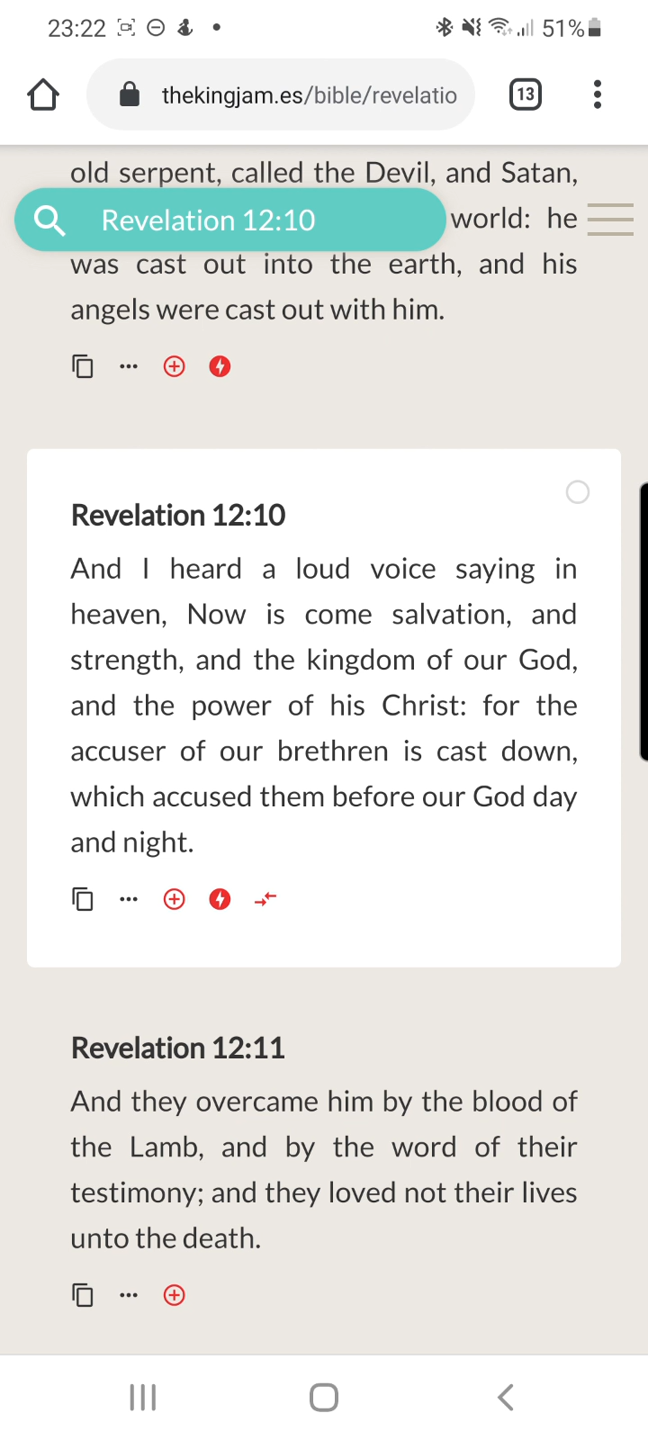 23:22
51%
thekingjam.es/bible/revelatio
13
old serpent, called the Devil, and Satan,
Revelation 12:10
world: he
was cast out into the earth, and his
angels were cast out with him.
Revelation 12:10
And I heard a loud voice saying in
heaven, Now is come salvation, and
strength, and the kingdom of our God,
and the power of his Christ: for the
accuser of our brethren is cast down,
which accused them before our God day
and night.
Revelation 12:11
And they overcame him by the blood of
the Lamb, and by the word of their
testimony; and they loved not their lives
unto the death.